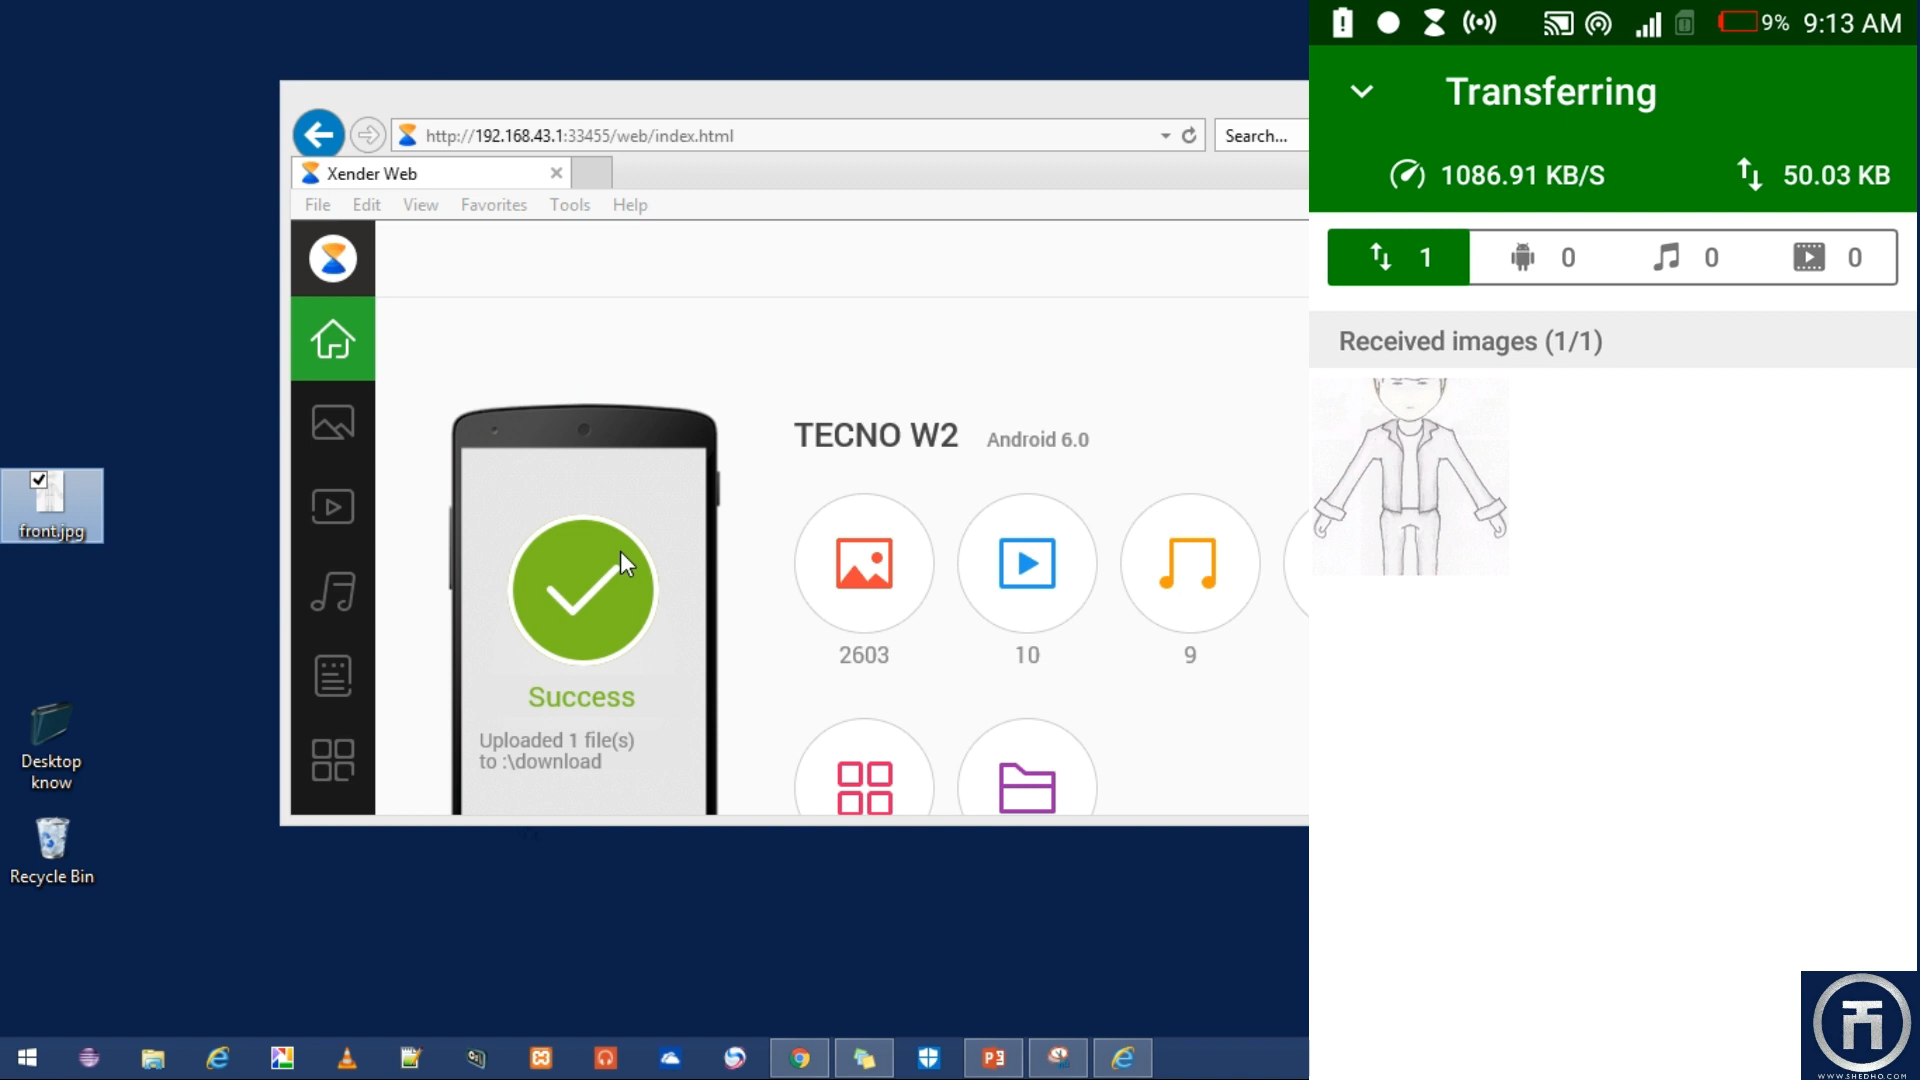 http://192.168.43.1:33455/web/index.html
Search...
Xender Web
File Edit View Favorites Tools Help
TECNO W2 Android 6.0
2603
10
9
Success
Uploaded 1 file(s)
to :\download
front.jpg
Desktop
know
Recycle Bin
9% 9:13 AM
Transferring
1086.91 KB/S
50.03 KB
1 0 0 0
Received images (1/1)
WWW.SHEDHO.COM